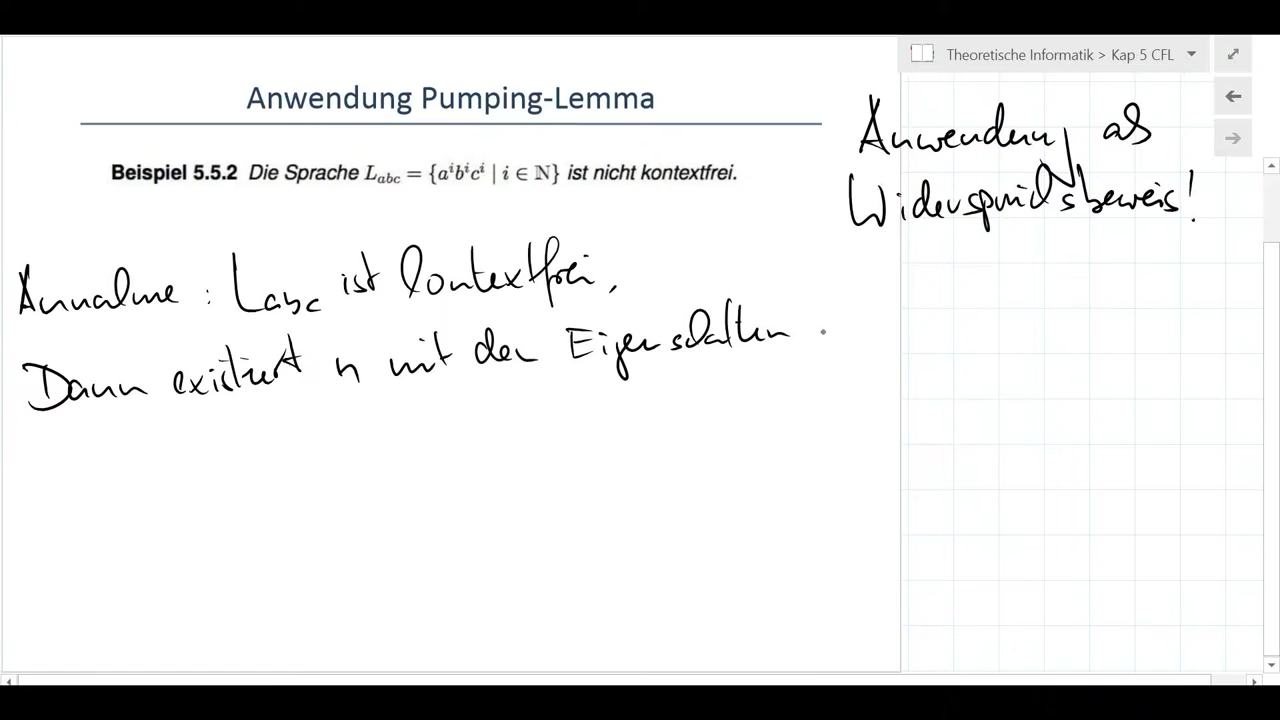 Theoretische Informatik > Kap 5 CFL
Anwendung Pumping-Lemma
Beispiel 5.5.2 Die Sprache L_abc = {a^i b^i c^i | i ∈ ℕ} ist nicht kontextfrei.
Anwendung als
Widerspruchsbeweis!
Annahme : L_abc ist kontextfrei,
Dann existiert n mit den Eigenschaften